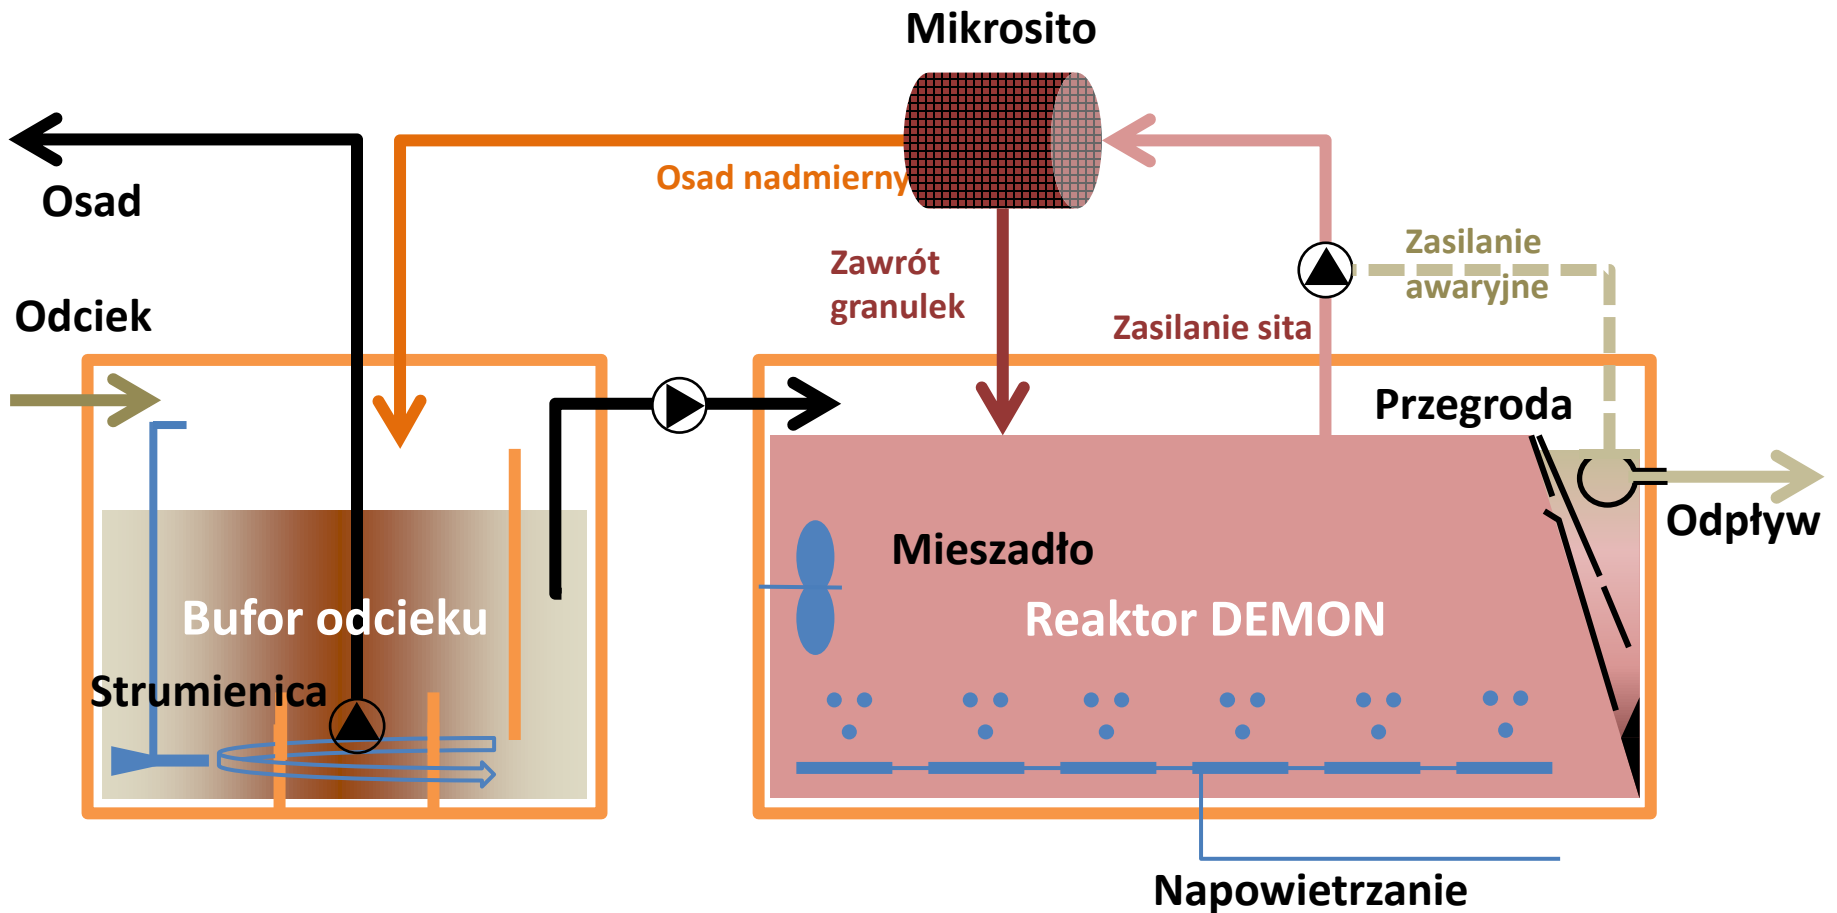 Mikrosito
Osad
Osad nadmierny
Zasilanie
awaryjne
Zawrót
granulek
Odciek
Zasilanie sita
Przegroda
Odpływ
Mieszadło
Bufor odcieku
Reaktor DEMON
Strumienica
Napowietrzanie